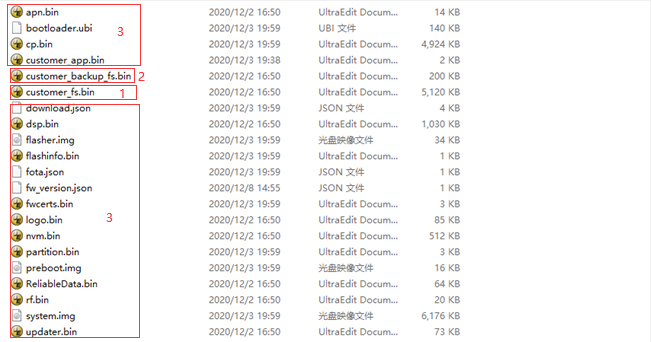 apn.bin 2020/12/2 16:50 UltraEdit Docum... 14 KB
bootloader.ubi 2020/12/3 19:59 UBI 文件 140 KB
3
cp.bin 2020/12/3 19:59 UltraEdit Docum... 4,924 KB
customer_app.bin 2020/12/3 19:38 UltraEdit Docum... 2 KB
customer_backup_fs.bin 2 2020/12/2 16:50 UltraEdit Docum... 200 KB
customer_fs.bin 1 2020/12/2 16:50 UltraEdit Docum... 5,120 KB
download.json 2020/12/3 19:59 JSON 文件 4 KB
dsp.bin 2020/12/2 16:50 UltraEdit Docum... 1,030 KB
flasher.img 2020/12/3 19:59 光盘映像文件 34 KB
flashinfo.bin 2020/12/3 19:59 UltraEdit Docum... 1 KB
fota.json 2020/12/3 19:59 JSON 文件 1 KB
fw_version.json 2020/12/8 14:55 JSON 文件 1 KB
fwcerts.bin 2020/12/3 19:59 UltraEdit Docum... 3 KB
logo.bin 3 2020/12/2 16:50 UltraEdit Docum... 85 KB
nvm.bin 2020/12/2 16:50 UltraEdit Docum... 512 KB
partition.bin 2020/12/3 19:59 UltraEdit Docum... 3 KB
preboot.img 2020/12/3 19:59 光盘映像文件 16 KB
ReliableData.bin 2020/12/2 16:50 UltraEdit Docum... 64 KB
rf.bin 2020/12/2 16:50 UltraEdit Docum... 20 KB
system.img 2020/12/3 19:59 光盘映像文件 6,176 KB
updater.bin 2020/12/2 16:50 UltraEdit Docum... 73 KB